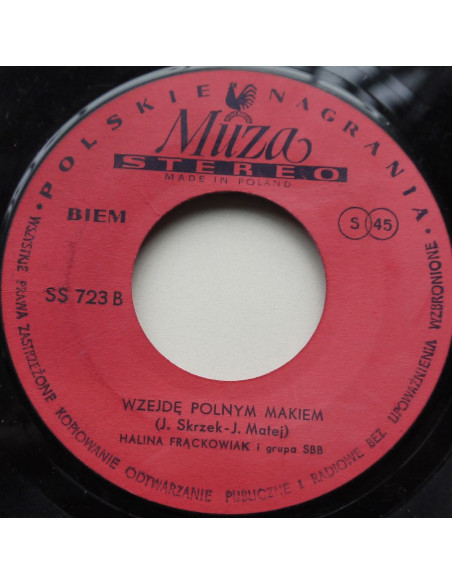 POLSKIE NAGRANIA
Muza
STEREO
MADE IN POLAND
BIEM
S 45
SS 723 B
WZEJDĘ POLNYM MAKIEM
(J. Skrzek - J. Matej)
HALINA FRĄCKOWIAK i grupa SBB
WSZYSTKIE PRAWA ZASTRZEŻONE KOPIOWANIE ODTWARZANIE PUBLICZNE I RADIOWE BEZ UPOWAŻNIENIA WZBRONIONE